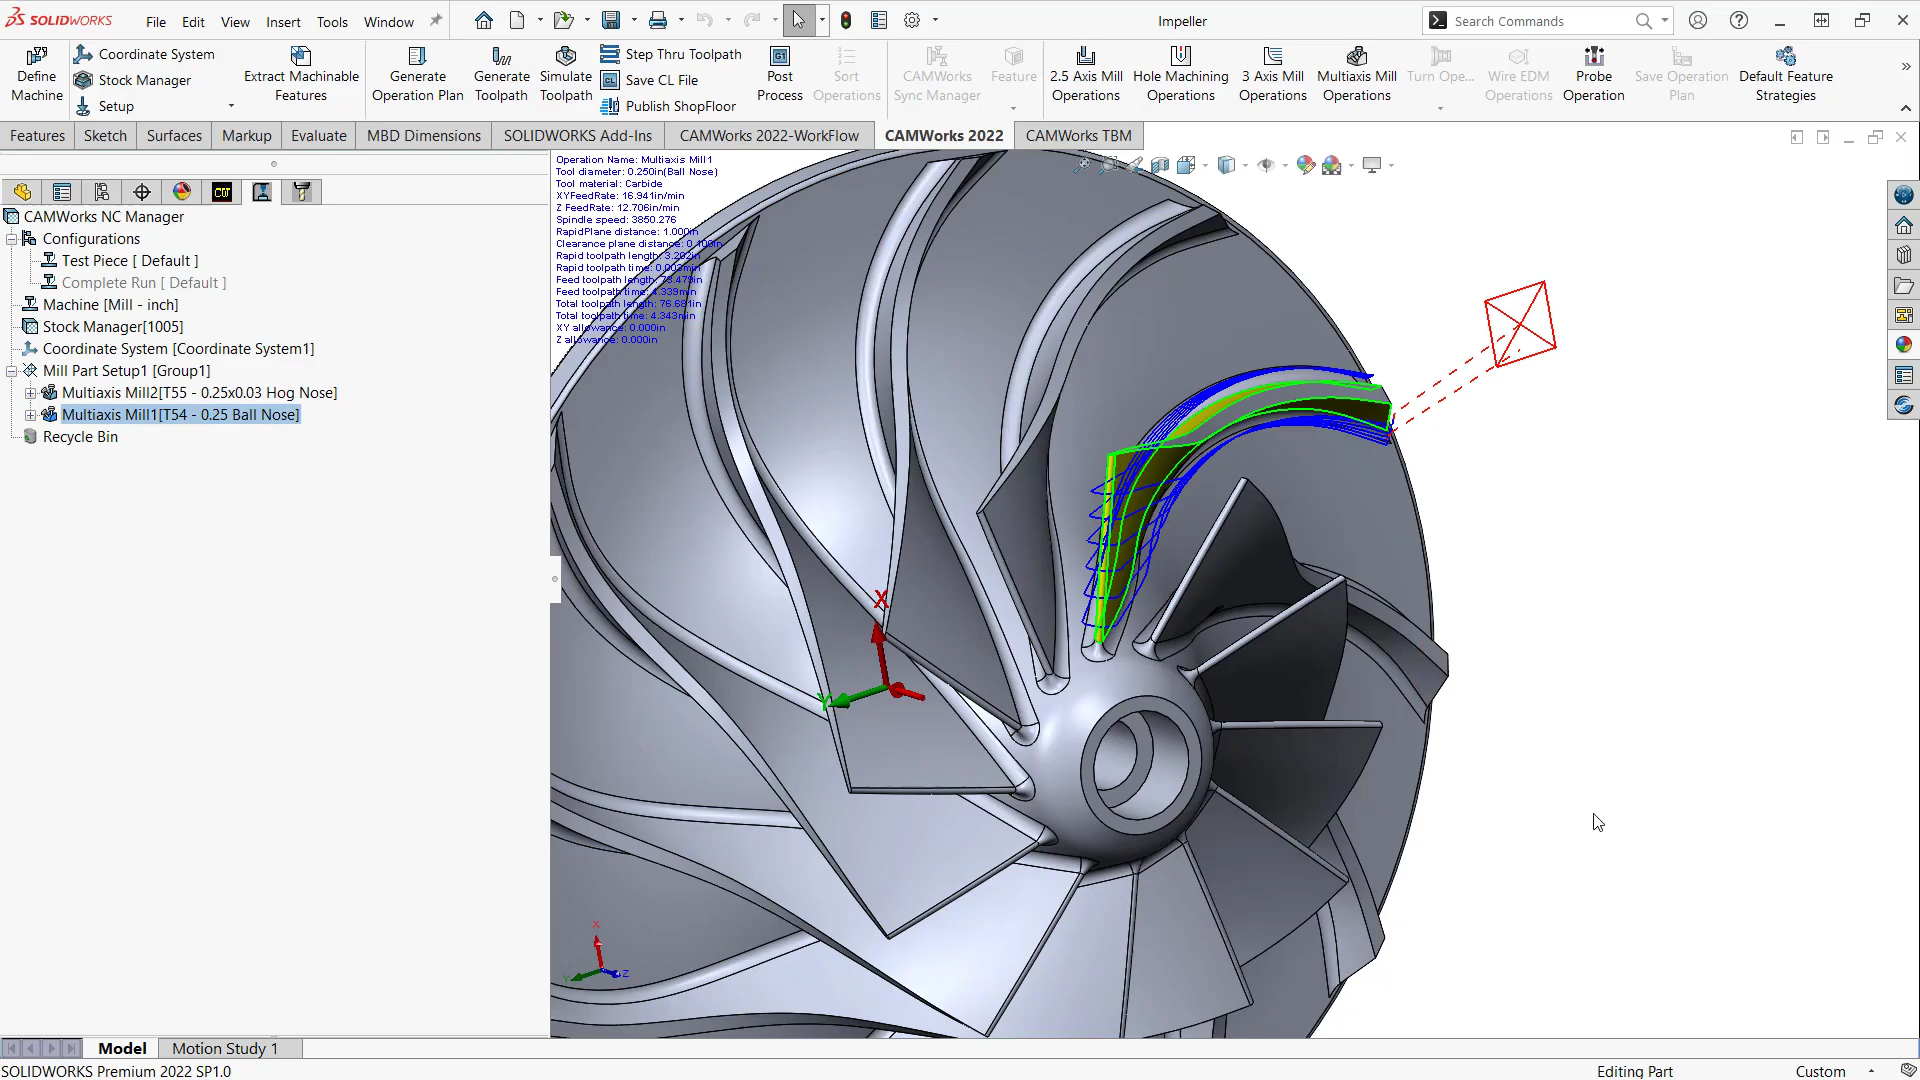 SOLIDWORKS File Edit View Insert Tools Window Impeller Search Commands
Define Machine
Coordinate System
Stock Manager
Setup
Extract Machinable Features
Generate Operation Plan
Generate Toolpath
Simulate Toolpath
Step Thru Toolpath
Save CL File
Publish ShopFloor
Post Process
Sort Operations
CAMWorks Sync Manager
Feature
2.5 Axis Mill Operations
Hole Machining Operations
3 Axis Mill Operations
Multiaxis Mill Operations
Turn Ope...
Wire EDM Operations
Probe Operation
Save Operation Plan
Default Feature Strategies
Features Sketch Surfaces Markup Evaluate MBD Dimensions SOLIDWORKS Add-Ins CAMWorks 2022-WorkFlow CAMWorks 2022 CAMWorks TBM
CAMWorks NC Manager
Configurations
Test Piece [ Default ]
Complete Run [ Default ]
Machine [Mill - inch]
Stock Manager[1005]
Coordinate System [Coordinate System1]
Mill Part Setup1 [Group1]
Multiaxis Mill2[T55 - 0.25x0.03 Hog Nose]
Multiaxis Mill1[T54 - 0.25 Ball Nose]
Recycle Bin
Operation Name: Multiaxis Mill1
Tool diameter: 0.250in(Ball Nose)
Tool material: Carbide
XYFeedRate: 16.941in/min
Z FeedRate: 12.706in/min
Spindle speed: 3850.276
RapidPlane distance: 1.000in
Clearance plane distance: 0.100in
Rapid toolpath length: 3.202in
Rapid toolpath time: 0.003min
Feed toolpath length: 73.479in
Feed toolpath time: 4.339min
Total toolpath length: 76.681in
Total toolpath time: 4.343min
XY allowance: 0.000in
Z allowance: 0.000in
X
Y
X
Y
Z
Model Motion Study 1
SOLIDWORKS Premium 2022 SP1.0 Editing Part Custom